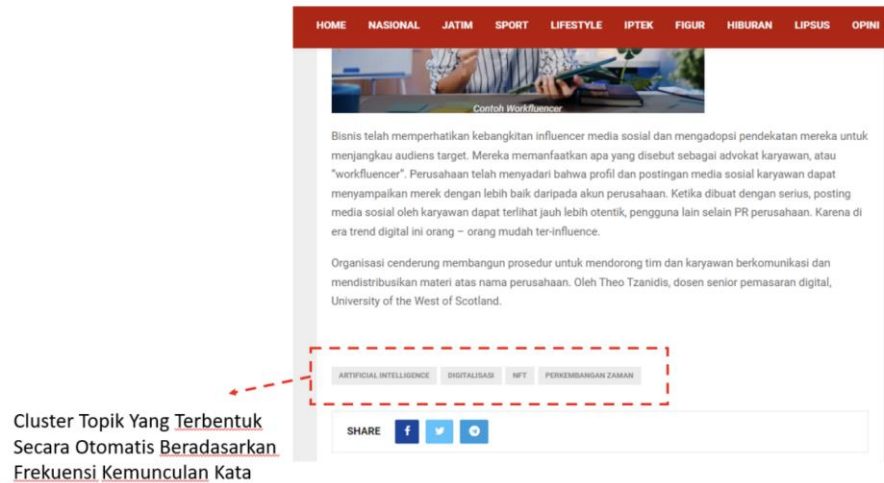 HOME NASIONAL JATIM SPORT LIFESTYLE IPTEK FIGUR HIBURAN LIPSUS OPINI
Contoh Workfluencer
Bisnis telah memperhatikan kebangkitan influencer media sosial dan mengadopsi pendekatan mereka untuk
menjangkau audiens target. Mereka memanfaatkan apa yang disebut sebagai advokat karyawan, atau
“workfluencer”. Perusahaan telah menyadari bahwa profil dan postingan media sosial karyawan dapat
menyampaikan merek dengan lebih baik daripada akun perusahaan. Ketika dibuat dengan serius, posting
media sosial oleh karyawan dapat terlihat jauh lebih otentik, pengguna lain selain PR perusahaan. Karena di
era trend digital ini orang – orang mudah ter-influence.
Organisasi cenderung membangun prosedur untuk mendorong tim dan karyawan berkomunikasi dan
mendistribusikan materi atas nama perusahaan. Oleh Theo Tzanidis, dosen senior pemasaran digital,
University of the West of Scotland.
ARTIFICIAL INTELLIGENCE DIGITALISASI NFT PERKEMBANGAN ZAMAN
SHARE
Cluster Topik Yang Terbentuk
Secara Otomatis Beradasarkan
Frekuensi Kemunculan Kata